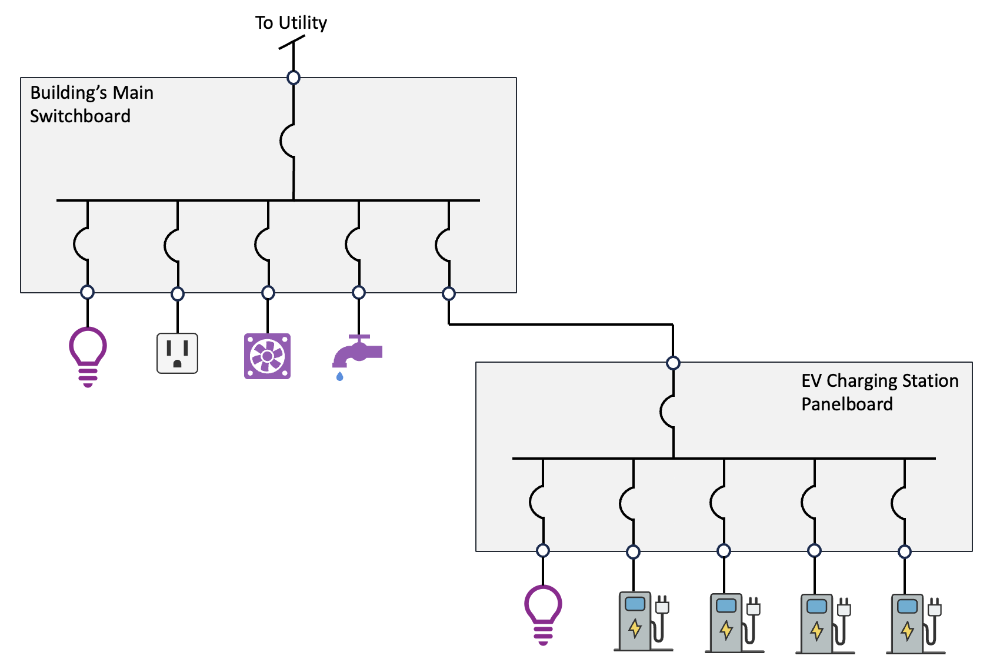 To Utility
Building’s Main
Switchboard
EV Charging Station
Panelboard